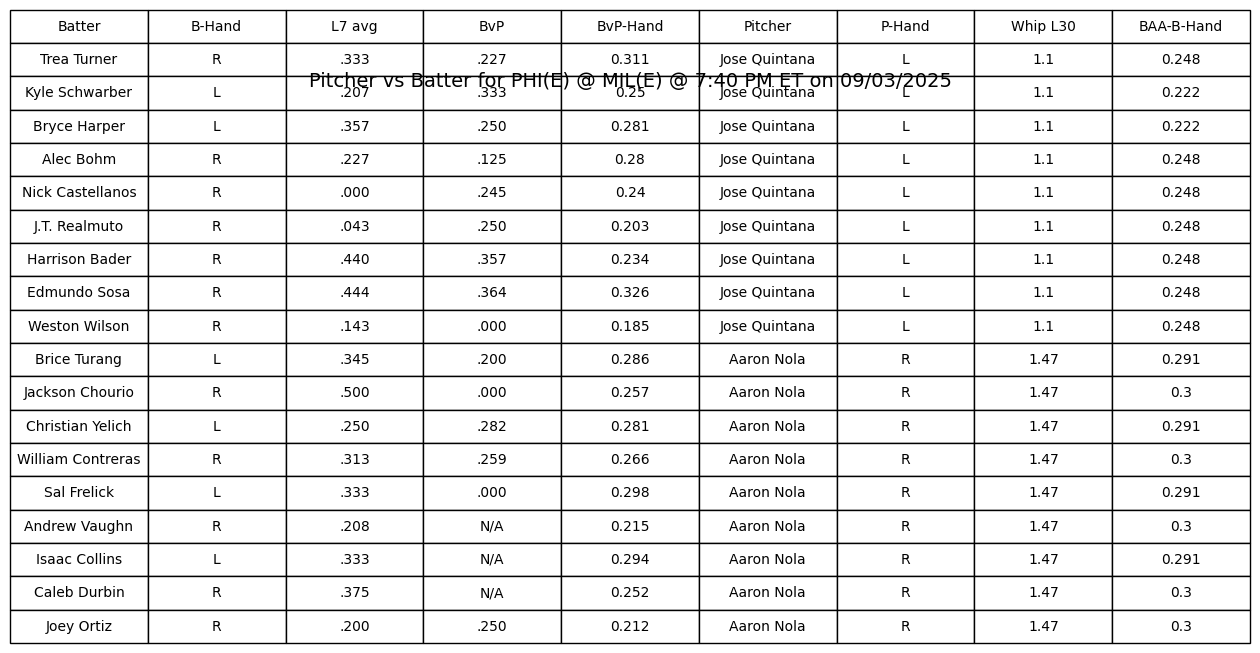 Batter B-Hand L7 avg BvP BvP-Hand Pitcher P-Hand Whip L30 BAA-B-Hand
Trea Turner R .333 .227 0.311 Jose Quintana L 1.1 0.248
Pitcher vs Batter for PHI(E) @ MIL(E) @ 7:40 PM ET on 09/03/2025
Kyle Schwarber L .207 .333 0.25 Jose Quintana L 1.1 0.222
Bryce Harper L .357 .250 0.281 Jose Quintana L 1.1 0.222
Alec Bohm R .227 .125 0.28 Jose Quintana L 1.1 0.248
Nick Castellanos R .000 .245 0.24 Jose Quintana L 1.1 0.248
J.T. Realmuto R .043 .250 0.203 Jose Quintana L 1.1 0.248
Harrison Bader R .440 .357 0.234 Jose Quintana L 1.1 0.248
Edmundo Sosa R .444 .364 0.326 Jose Quintana L 1.1 0.248
Weston Wilson R .143 .000 0.185 Jose Quintana L 1.1 0.248
Brice Turang L .345 .200 0.286 Aaron Nola R 1.47 0.291
Jackson Chourio R .500 .000 0.257 Aaron Nola R 1.47 0.3
Christian Yelich L .250 .282 0.281 Aaron Nola R 1.47 0.291
William Contreras R .313 .259 0.266 Aaron Nola R 1.47 0.3
Sal Frelick L .333 .000 0.298 Aaron Nola R 1.47 0.291
Andrew Vaughn R .208 N/A 0.215 Aaron Nola R 1.47 0.3
Isaac Collins L .333 N/A 0.294 Aaron Nola R 1.47 0.291
Caleb Durbin R .375 N/A 0.252 Aaron Nola R 1.47 0.3
Joey Ortiz R .200 .250 0.212 Aaron Nola R 1.47 0.3